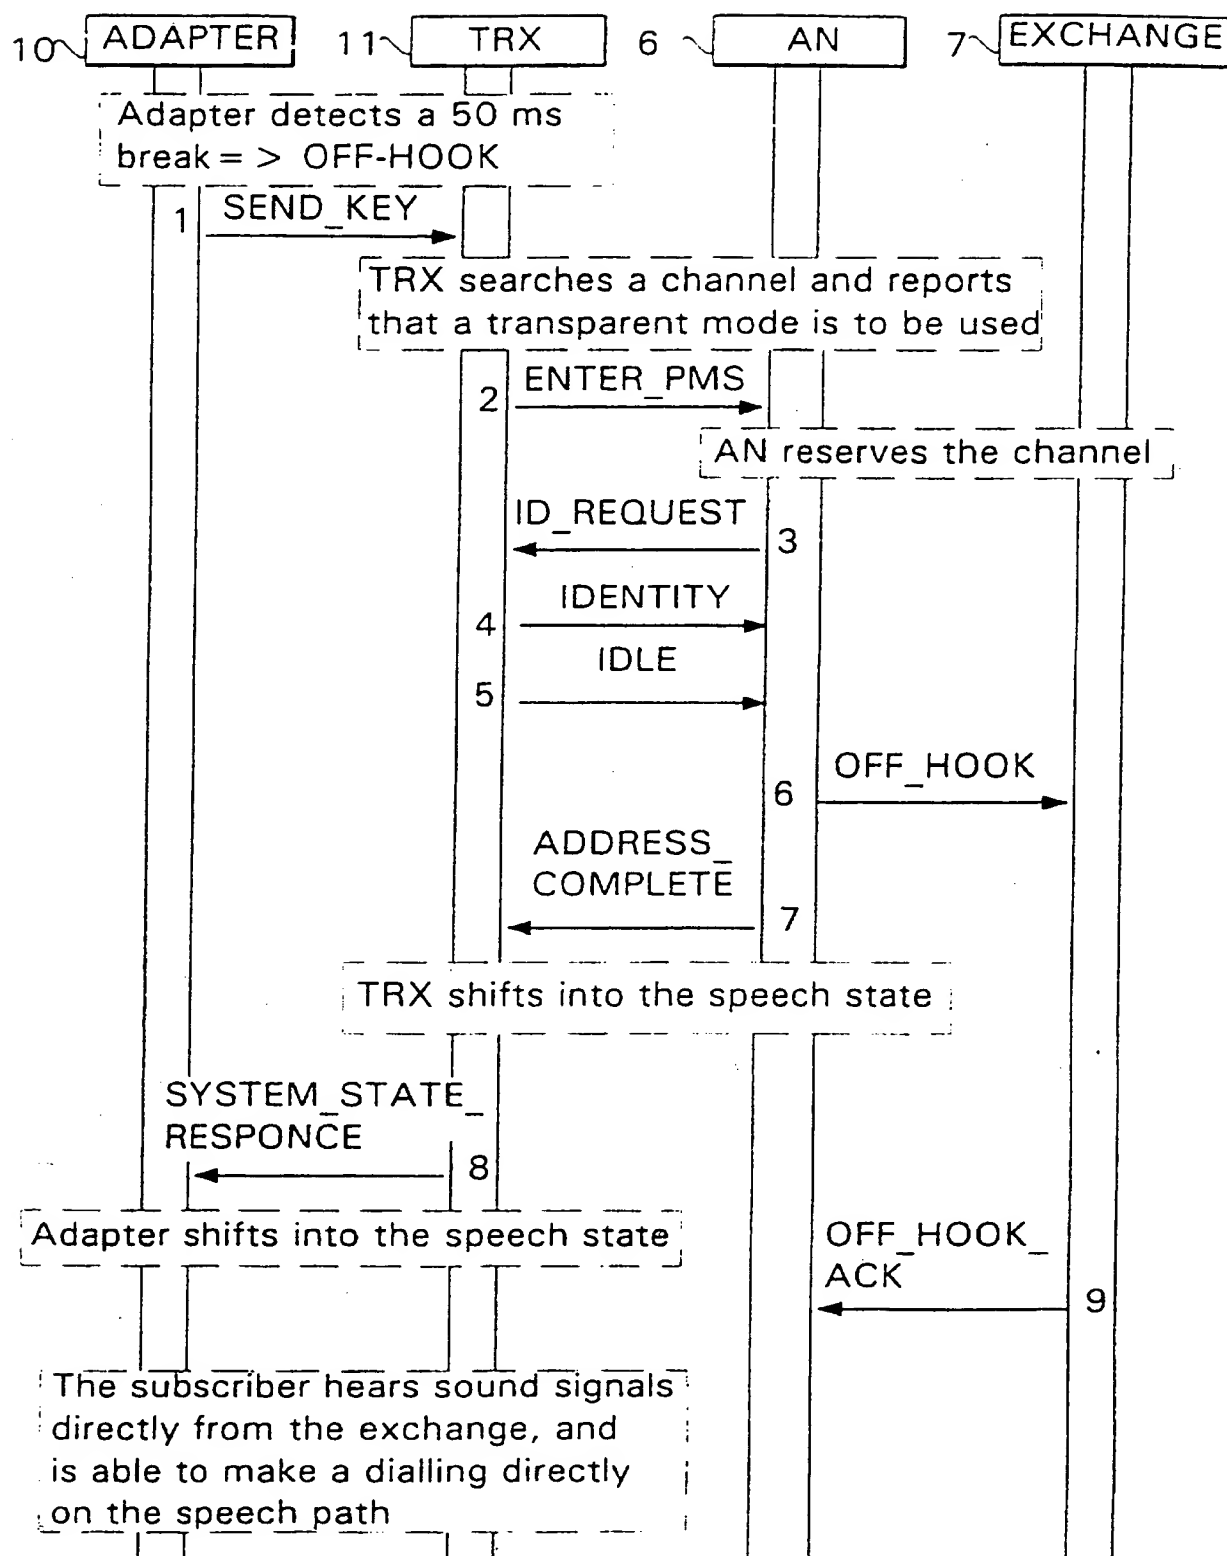 10 ADAPTER 11 TRX 6 AN 7 EXCHANGE
Adapter detects a 50 ms
break = > OFF-HOOK
1 SEND_KEY
TRX searches a channel and reports
that a transparent mode is to be used
2 ENTER_PMS
AN reserves the channel
ID_REQUEST
3
IDENTITY
4
IDLE
5
OFF_HOOK
6
ADDRESS_
COMPLETE
7
TRX shifts into the speech state
SYSTEM_STATE_
RESPONCE
8
Adapter shifts into the speech state
OFF_HOOK_
ACK
9
The subscriber hears sound signals
directly from the exchange, and
is able to make a dialling directly
on the speech path